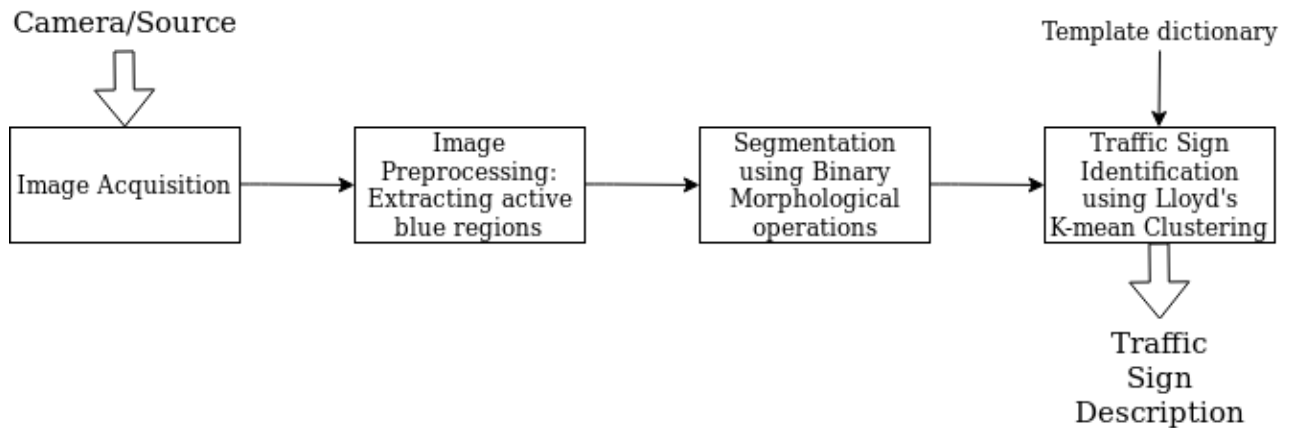 Camera/Source
Template dictionary
Image Acquisition
Image
Preprocessing:
Extracting active
blue regions
Segmentation
using Binary
Morphological
operations
Traffic Sign
Identification
using Lloyd's
K-mean Clustering
Traffic
Sign
Description